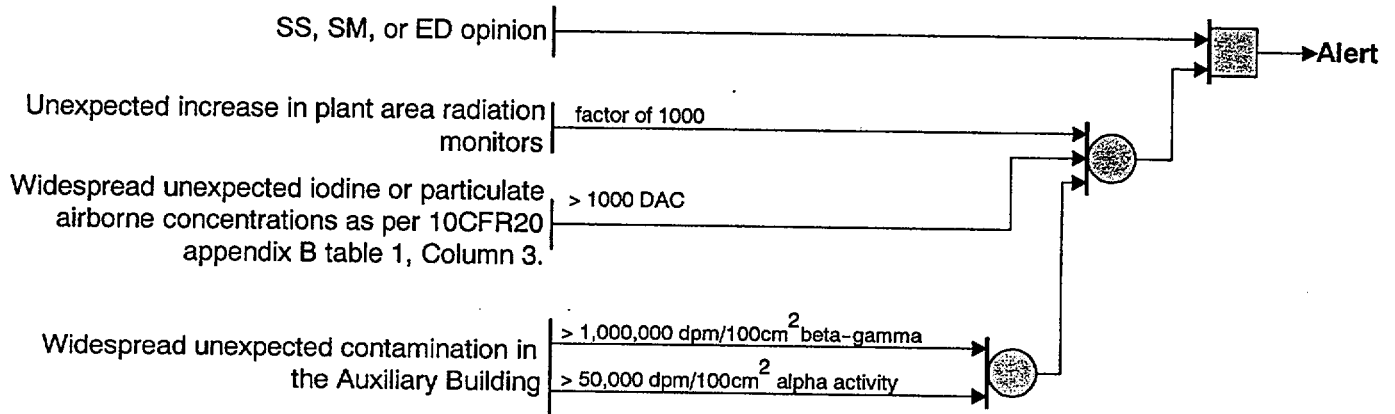 SS, SM, or ED opinion
Alert
Unexpected increase in plant area radiation
monitors
factor of 1000
Widespread unexpected iodine or particulate
airborne concentrations as per 10CFR20
appendix B table 1, Column 3.
> 1000 DAC
Widespread unexpected contamination in
the Auxiliary Building
> 1,000,000 dpm/100cm² beta-gamma
> 50,000 dpm/100cm² alpha activity